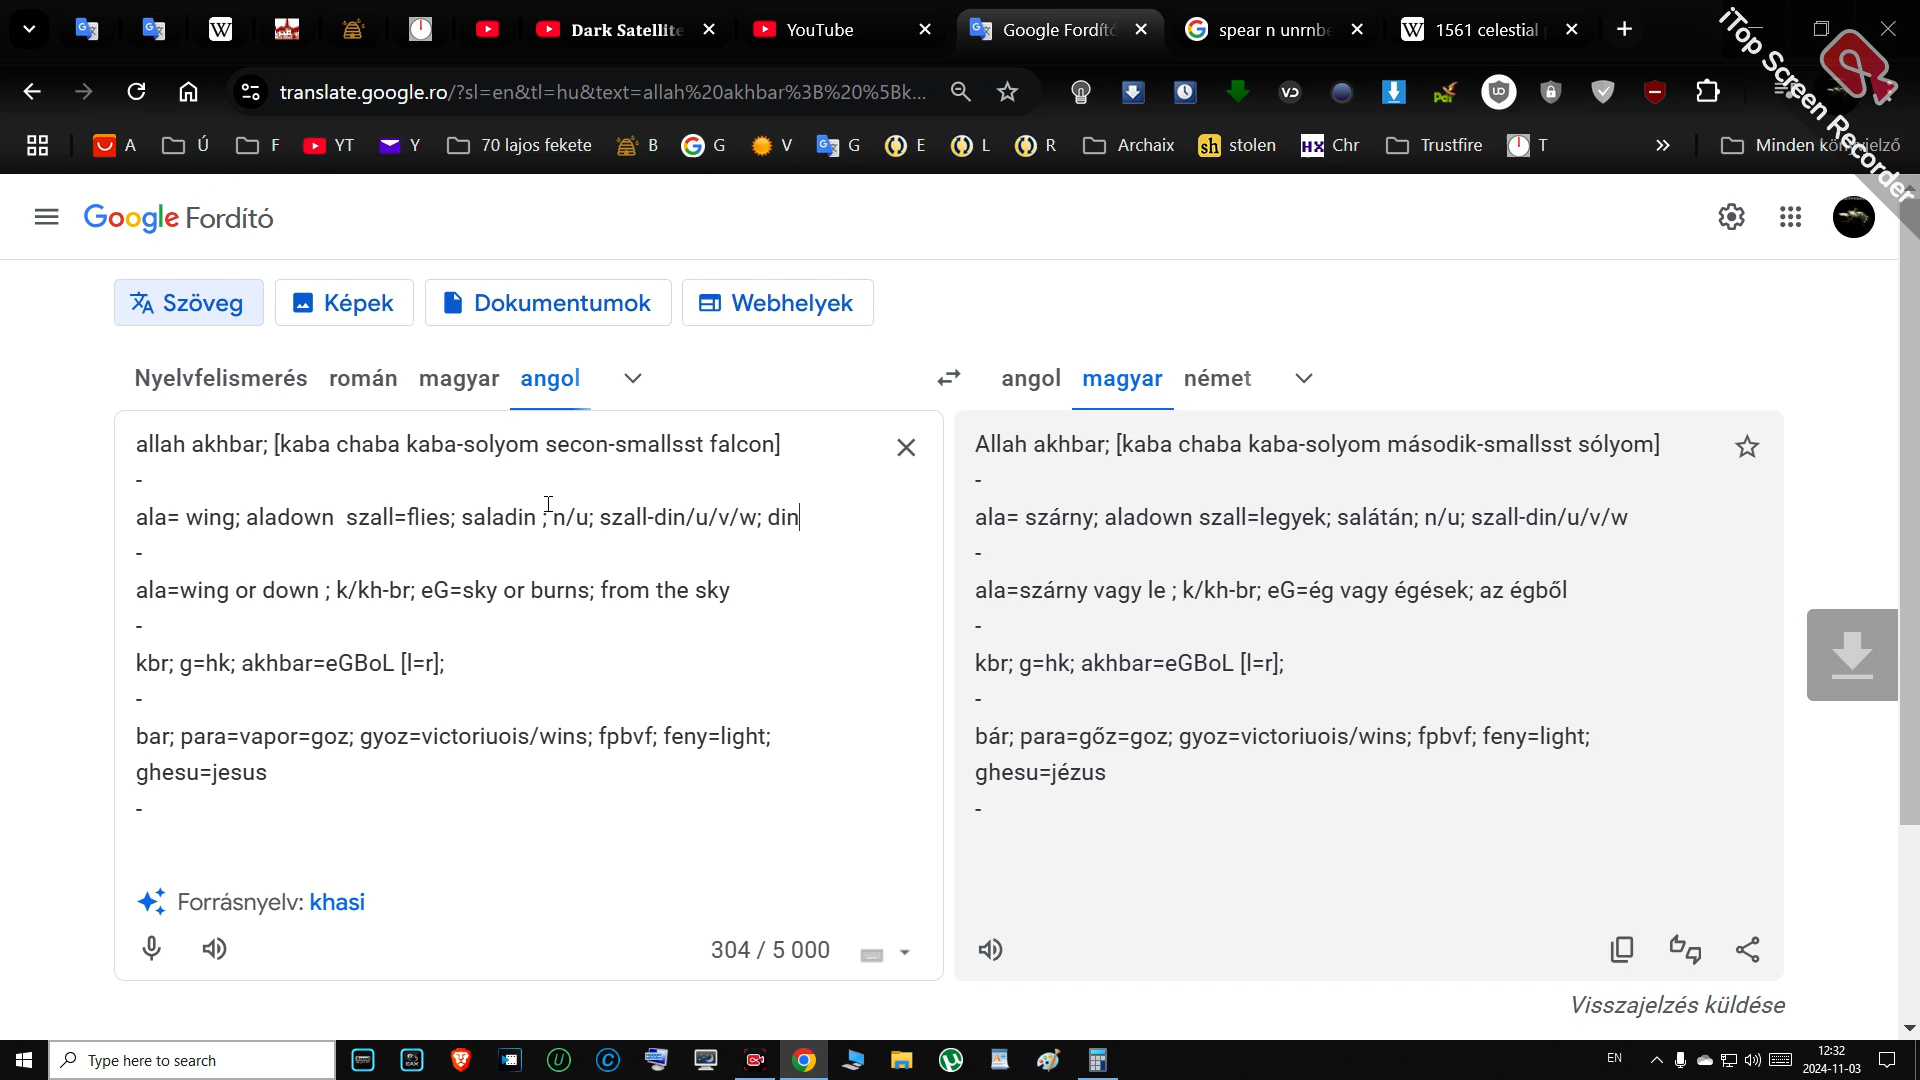 Dark Satellite
YouTube
Google Fordító
spear n unrnbe
1561 celestial
translate.google.ro/?sl=en&tl=hu&text=allah%20akhbar%3B%20%5Bk...
A
Ú
F
YT
Y
70 lajos fekete
B
G
V
G
E
L
R
Archaix
stolen
Chr
Trustfire
T
Minden könyvjelző
iTop Screen Recorder
Google Fordító
Szöveg
Képek
Dokumentumok
Webhelyek
Nyelvfelismerés román magyar angol
angol magyar német
allah akhbar; [kaba chaba kaba-solyom secon-smallsst falcon]
-
ala= wing; aladown  szall=flies; saladin ; n/u; szall-din/u/v/w; din
-
ala=wing or down ; k/kh-br; eG=sky or burns; from the sky
-
kbr; g=hk; akhbar=eGBoL [l=r];
-
bar; para=vapor=goz; gyoz=victoriuois/wins; fpbvf; feny=light;
ghesu=jesus
-
Forrásnyelv: khasi
304 / 5 000
Allah akhbar; [kaba chaba kaba-solyom második-smallsst sólyom]
-
ala= szárny; aladown szall=legyek; salátán; n/u; szall-din/u/v/w
-
ala=szárny vagy le ; k/kh-br; eG=ég vagy égések; az égből
-
kbr; g=hk; akhbar=eGBoL [l=r];
-
bár; para=gőz=goz; gyoz=victoriuois/wins; fpbvf; feny=light;
ghesu=jézus
-
Visszajelzés küldése
Type here to search
EN
12:32
2024-11-03